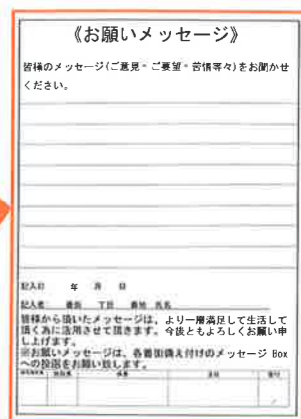 《お願いメッセージ》
皆様のメッセージ(ご意見・ご要望・苦情等々)をお聞かせ
ください。
記入日 年 月 日
記入者 番街 丁目 番地 氏名
皆様から頂いたメッセージは、より一層満足して生活して
頂く為に活用させて頂きます。今後ともよろしくお願い申
し上げます。
※お願いメッセージは、各番街備え付けのメッセージ Box
への投函をお願い致します。